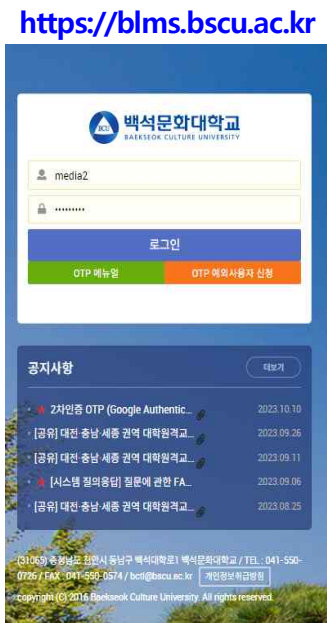 https://blms.bscu.ac.kr
BCU 백석문화대학교
BAEKSEOK CULTURE UNIVERSITY
media2
•••••••••
로그인
OTP 메뉴얼 OTP 예외사용자 신청
공지사항 더보기
2차인증 OTP (Google Authentic... 2023.10.10
[공유] 대전·충남·세종 권역 대학원격교... 2023.09.26
[공유] 대전·충남·세종 권역 대학원격교... 2023.09.11
[시스템 질의응답] 질문에 관한 FA... 2023.09.06
[공유] 대전·충남·세종 권역 대학원격교... 2023.08.25
(31065) 충청남도 천안시 동남구 백석대학로1 백석문화대학교 / TEL : 041-550-
0726 / FAX : 041-550-0574 / bctl@bscu.ac.kr 개인정보취급방침
copyright (C) 2016 Baekseok Culture University. All rights reserved.